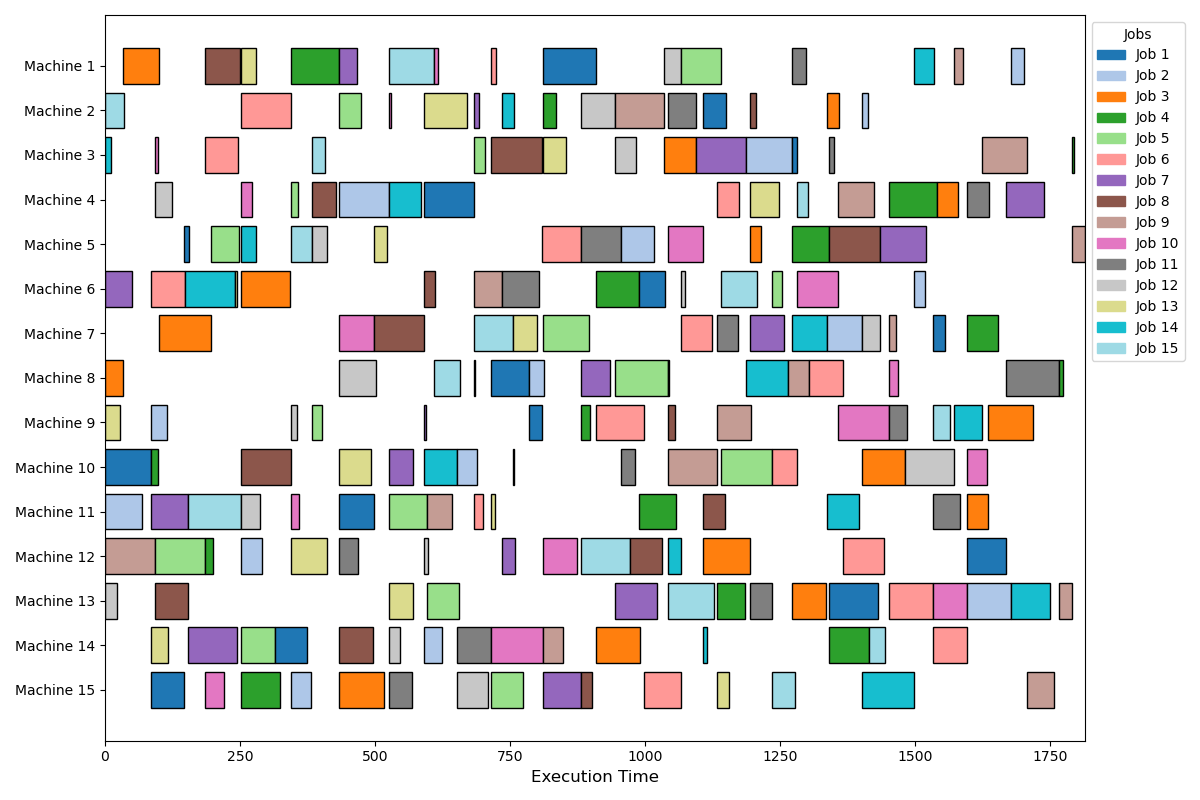 Machine 1
Machine 2
Machine 3
Machine 4
Machine 5
Machine 6
Machine 7
Machine 8
Machine 9
Machine 10
Machine 11
Machine 12
Machine 13
Machine 14
Machine 15
0 250 500 750 1000 1250 1500 1750
Execution Time
Jobs
Job 1
Job 2
Job 3
Job 4
Job 5
Job 6
Job 7
Job 8
Job 9
Job 10
Job 11
Job 12
Job 13
Job 14
Job 15